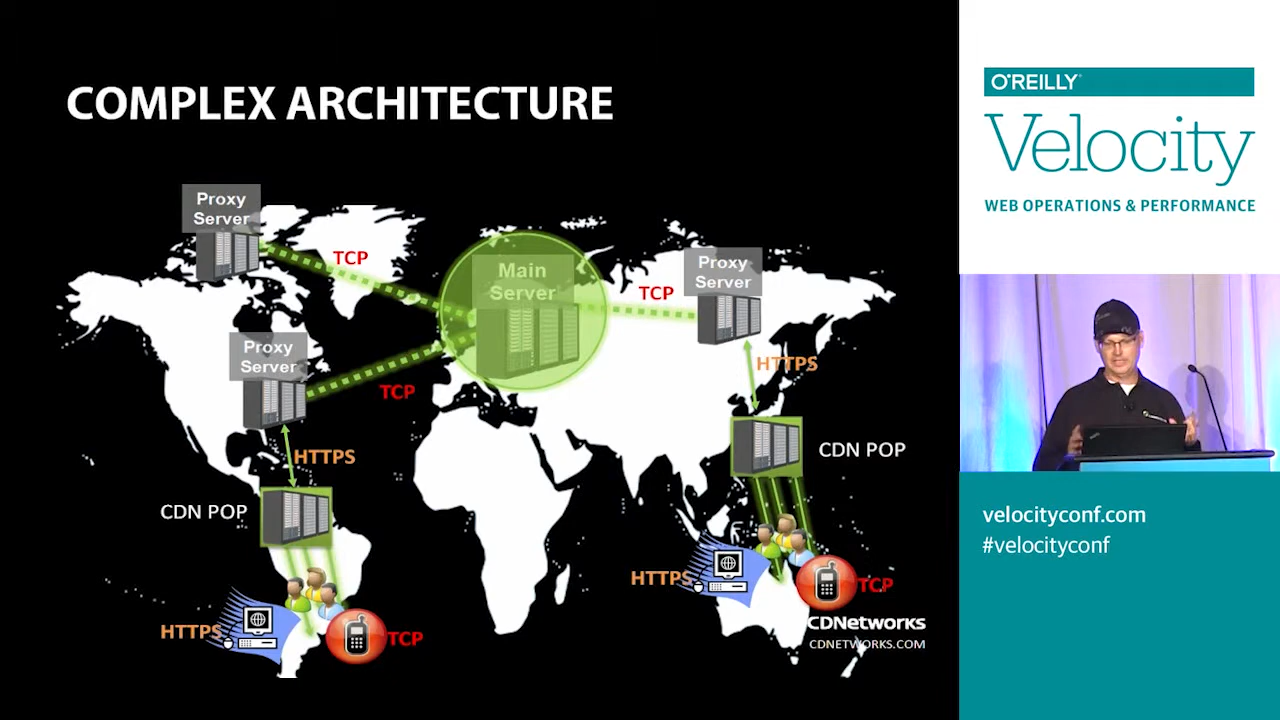 COMPLEX ARCHITECTURE
Proxy
Server
TCP
Main
Server
TCP
Proxy
Server
Proxy
Server
TCP
HTTPS
HTTPS
CDN POP
CDN POP
HTTPS
TCP
HTTPS
TCP
CDNETWORKS
CDNETWORKS.COM
O'REILLY®
Velocity
WEB OPERATIONS & PERFORMANCE
velocityconf.com
#velocityconf